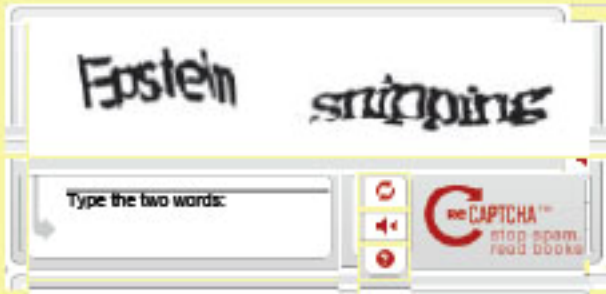 Epstein snipping
Type the two words:
reCAPTCHA™
stop spam.
read books.